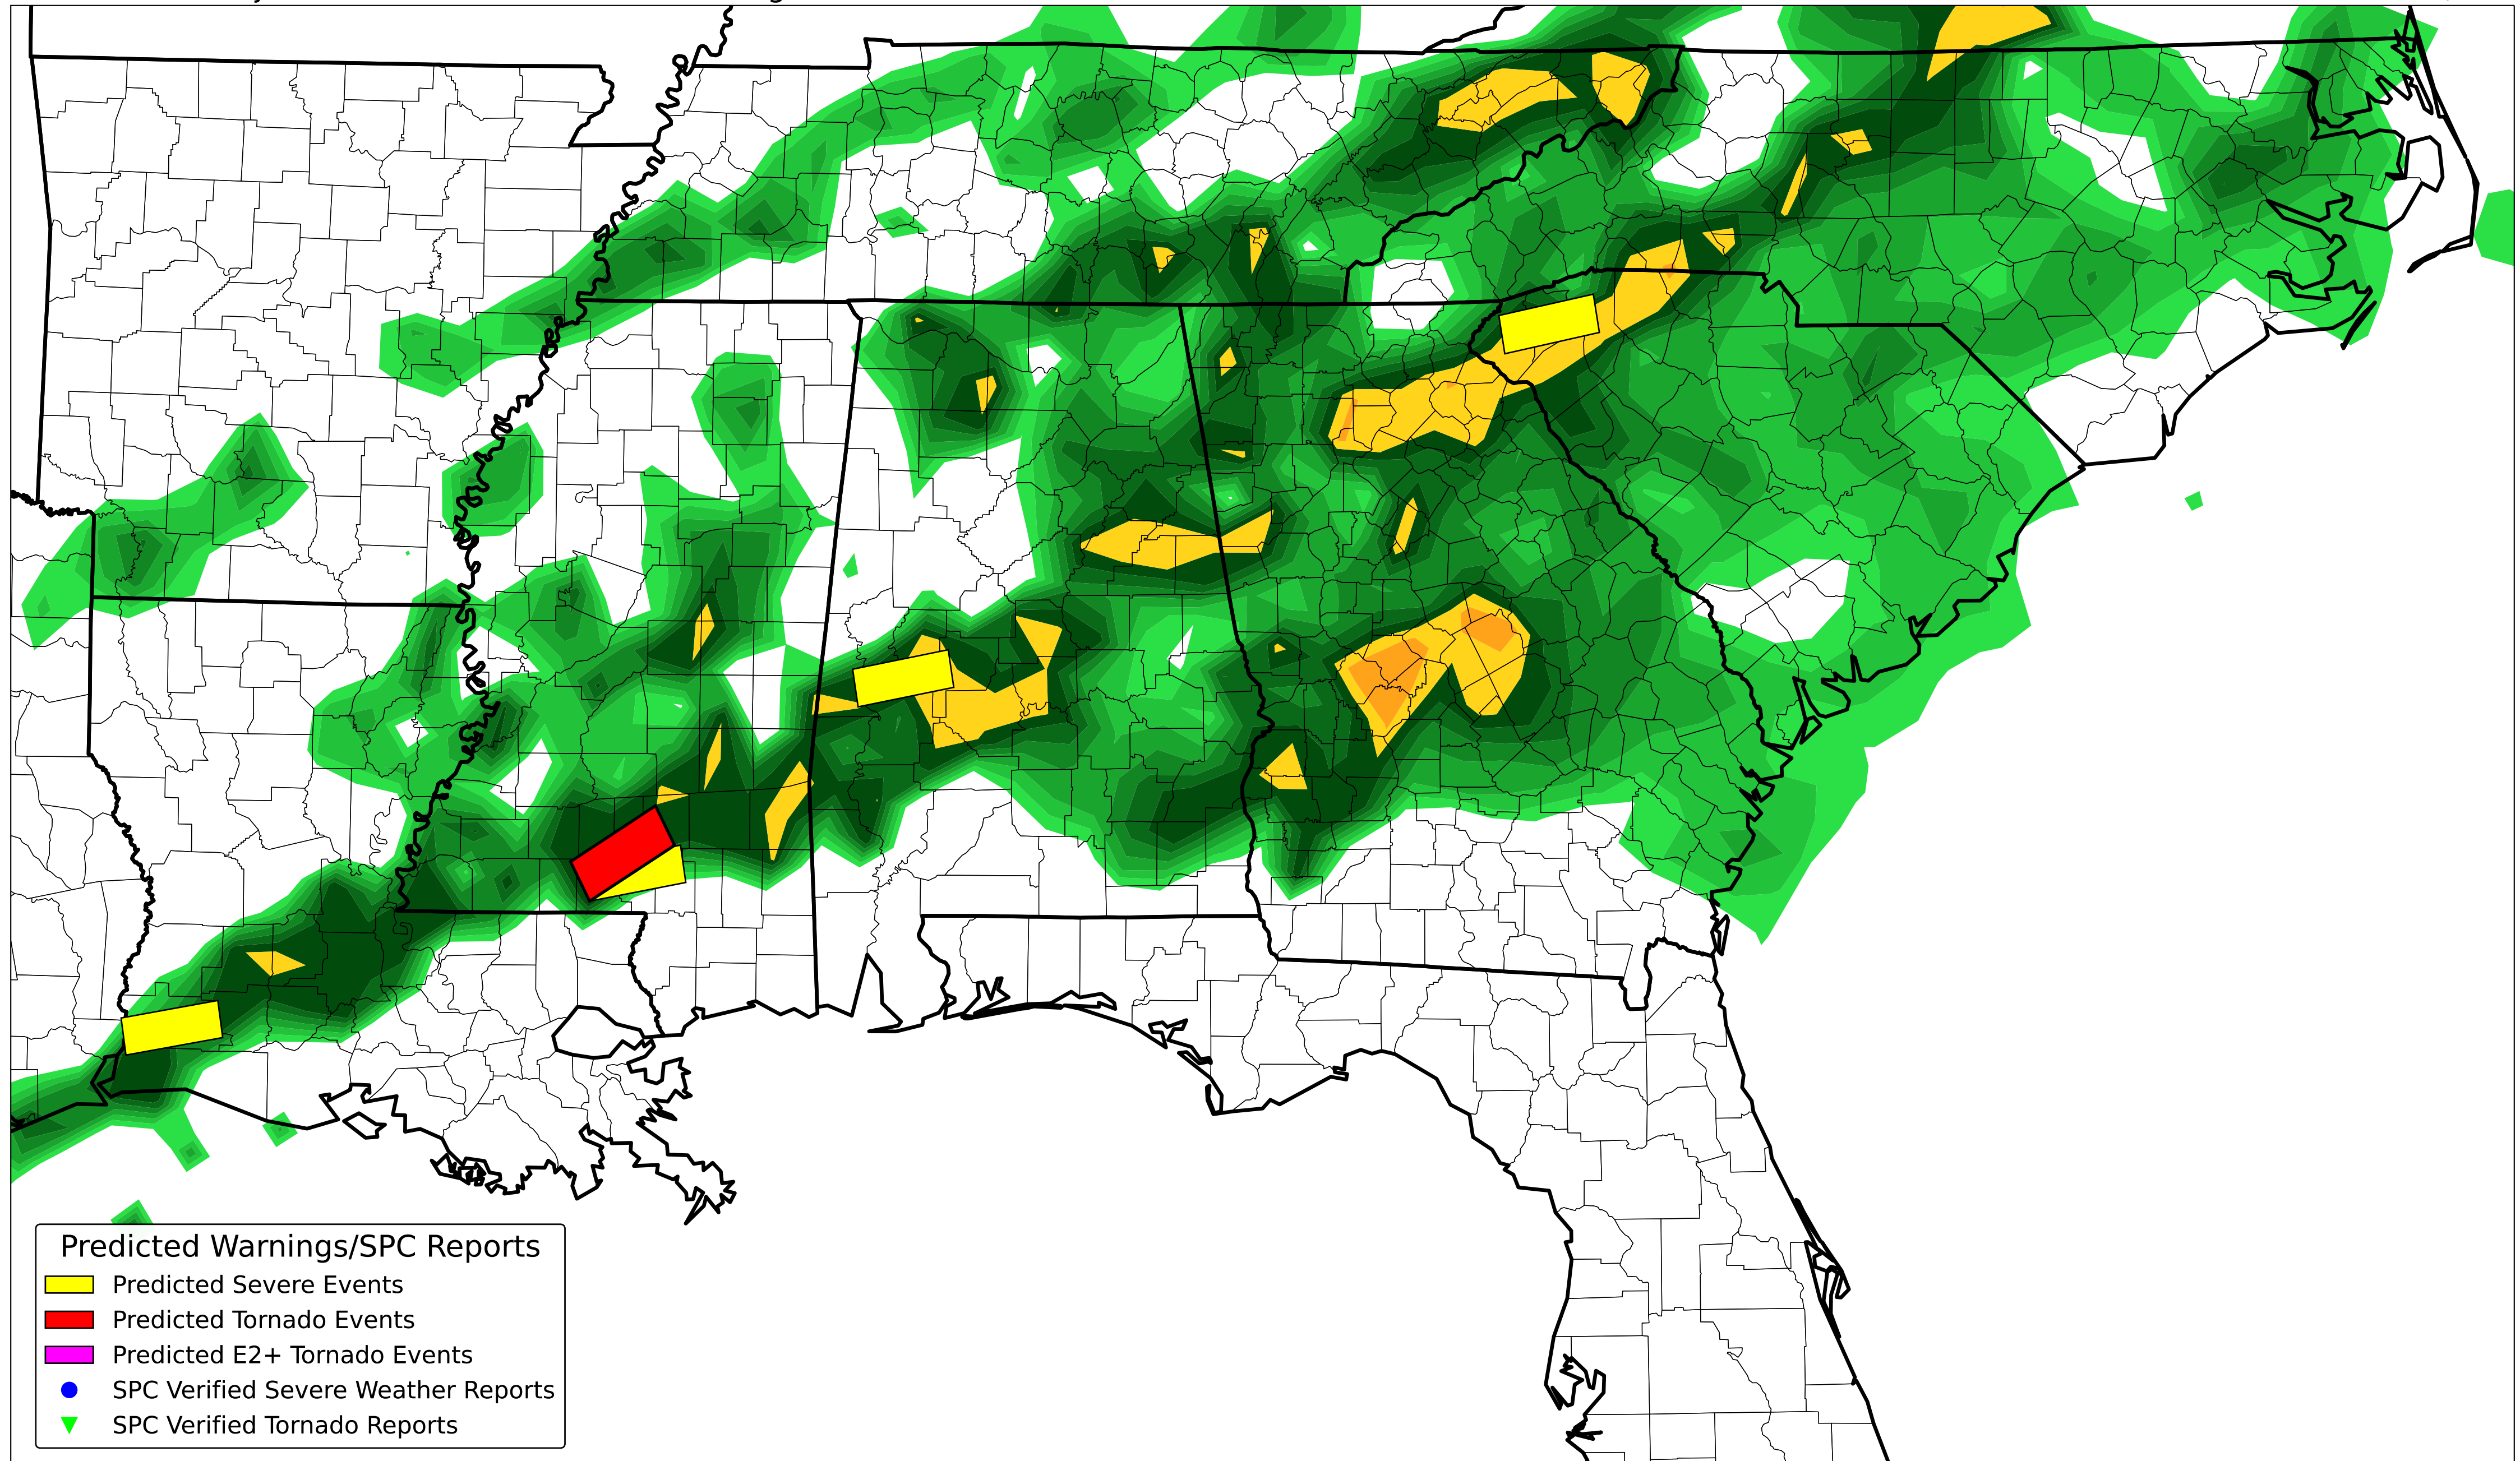 Predicted Warnings/SPC Reports
Predicted Severe Events
Predicted Tornado Events
Predicted E2+ Tornado Events
SPC Verified Severe Weather Reports
SPC Verified Tornado Reports